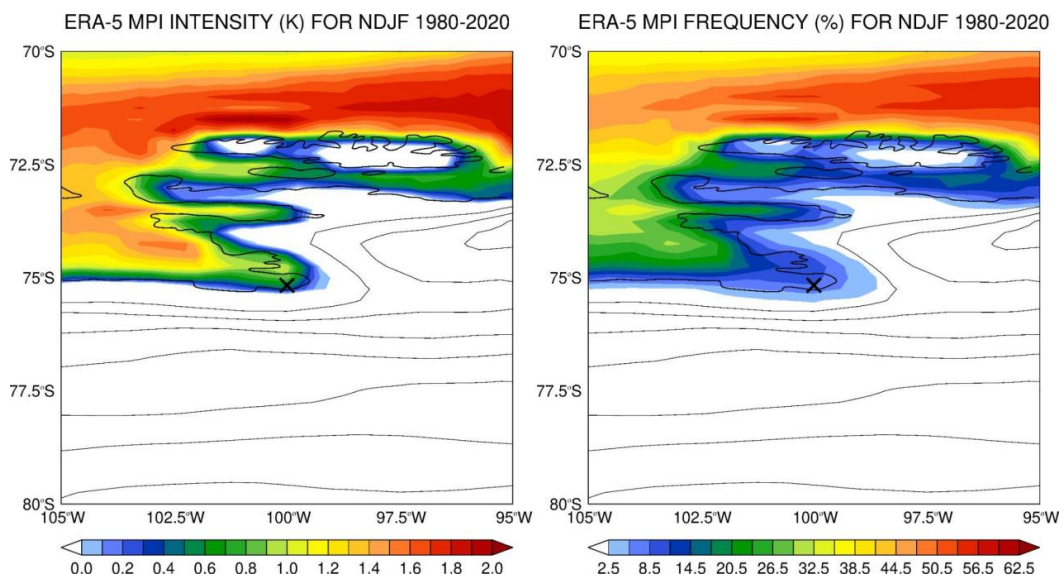 ERA-5 MPI INTENSITY (K) FOR NDJF 1980-2020
ERA-5 MPI FREQUENCY (%) FOR NDJF 1980-2020
70°S
72.5°S
75°S
77.5°S
80°S
105°W 102.5°W 100°W 97.5°W 95°W
0.0 0.2 0.4 0.6 0.8 1.0 1.2 1.4 1.6 1.8 2.0
70°S
72.5°S
75°S
77.5°S
80°S
105°W 102.5°W 100°W 97.5°W 95°W
2.5 8.5 14.5 20.5 26.5 32.5 38.5 44.5 50.5 56.5 62.5